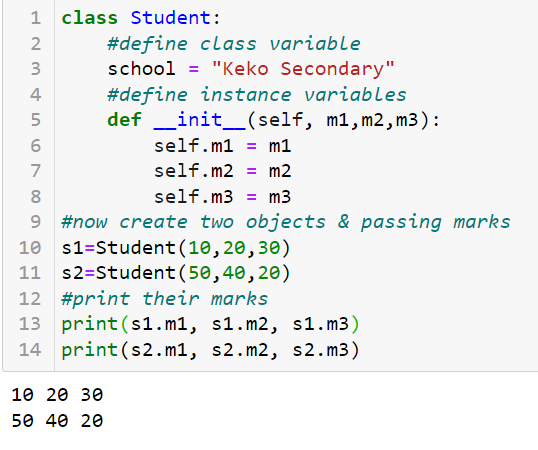 1 class Student:
2 #define class variable
3 school = "Keko Secondary"
4 #define instance variables
5 def __init__(self, m1,m2,m3):
6 self.m1 = m1
7 self.m2 = m2
8 self.m3 = m3
9 #now create two objects & passing marks
10 s1=Student(10,20,30)
11 s2=Student(50,40,20)
12 #print their marks
13 print(s1.m1, s1.m2, s1.m3)
14 print(s2.m1, s2.m2, s2.m3)
10 20 30
50 40 20